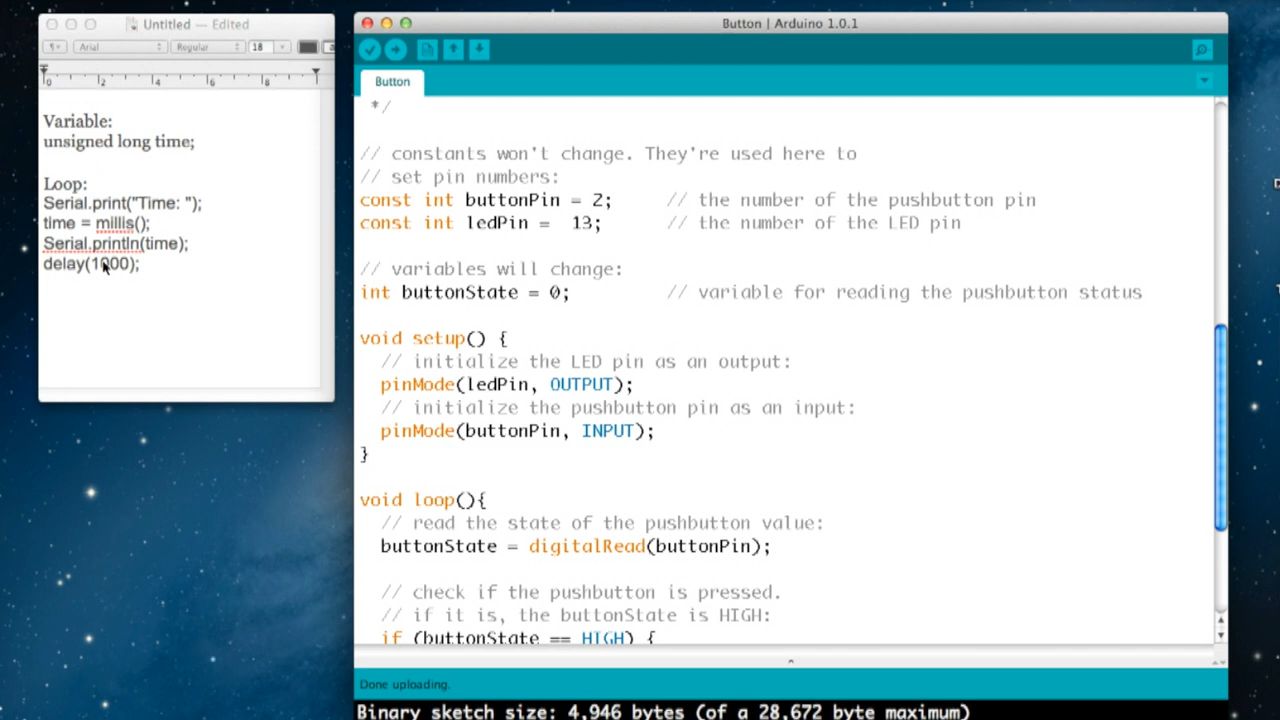 Untitled — Edited
Arial Regular 18
0 2 4 6 8
Variable:
unsigned long time;
Loop:
Serial.print("Time: ");
time = millis();
Serial.println(time);
delay(1000);
Button | Arduino 1.0.1
Button
*/
// constants won't change. They're used here to
// set pin numbers:
const int buttonPin = 2;     // the number of the pushbutton pin
const int ledPin =  13;      // the number of the LED pin
// variables will change:
int buttonState = 0;         // variable for reading the pushbutton status
void setup() {
// initialize the LED pin as an output:
pinMode(ledPin, OUTPUT);
// initialize the pushbutton pin as an input:
pinMode(buttonPin, INPUT);
}
void loop(){
// read the state of the pushbutton value:
buttonState = digitalRead(buttonPin);
// check if the pushbutton is pressed.
// if it is, the buttonState is HIGH:
if (buttonState == HIGH) {
Done uploading.
Binary sketch size: 4,946 bytes (of a 28,672 byte maximum)